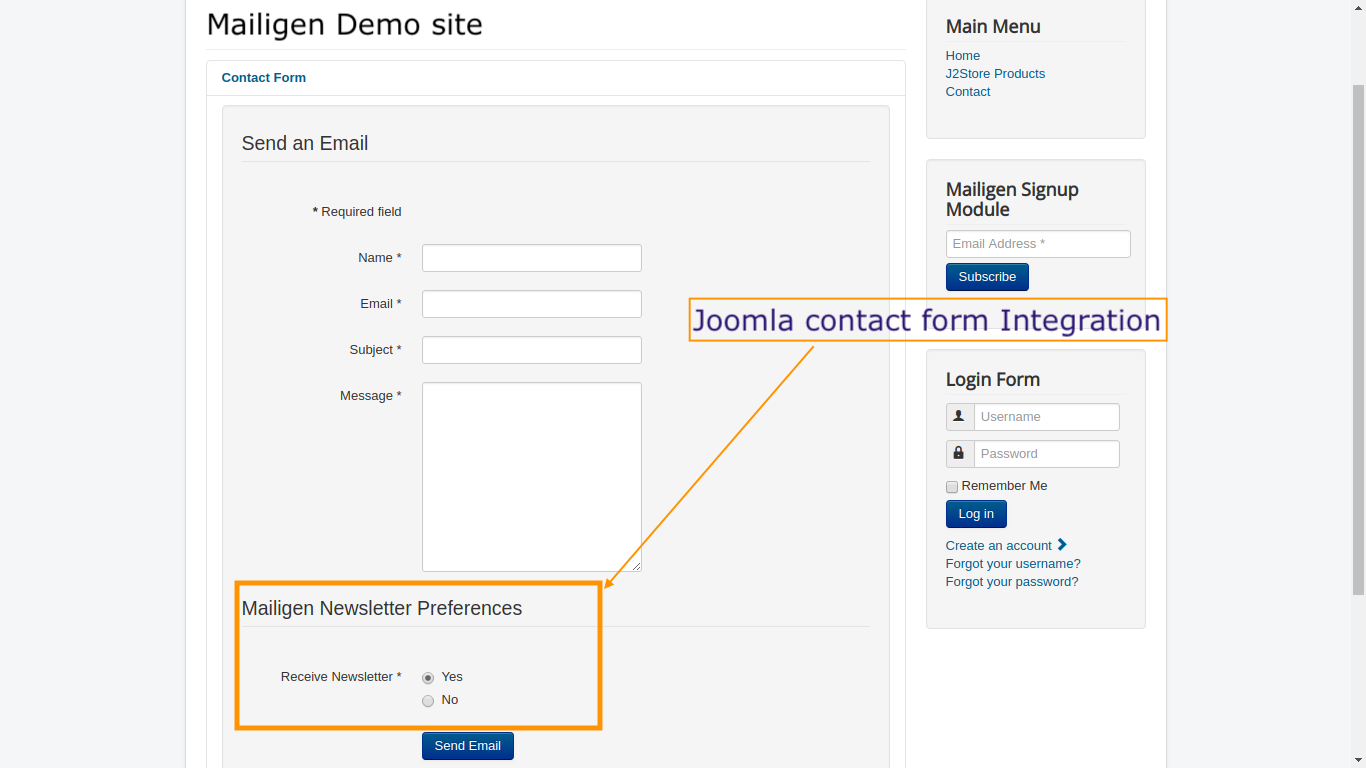 Mailigen Demo site
Contact Form
Send an Email
* Required field
Name *
Email *
Subject *
Message *
Mailigen Newsletter Preferences
Receive Newsletter *
Yes
No
Send Email
Joomla contact form Integration
Main Menu
Home
J2Store Products
Contact
Mailigen Signup
Module
Email Address *
Subscribe
Login Form
Username
Password
Remember Me
Log in
Create an account
Forgot your username?
Forgot your password?